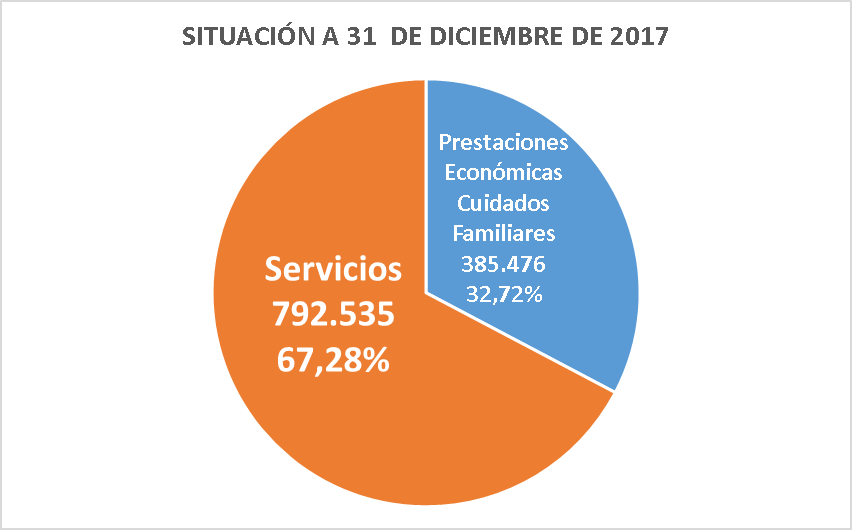 SITUACIÓN A 31  DE DICIEMBRE DE 2017
Prestaciones
Económicas
Cuidados
Familiares
385.476
32,72%
Servicios
792.535
67,28%